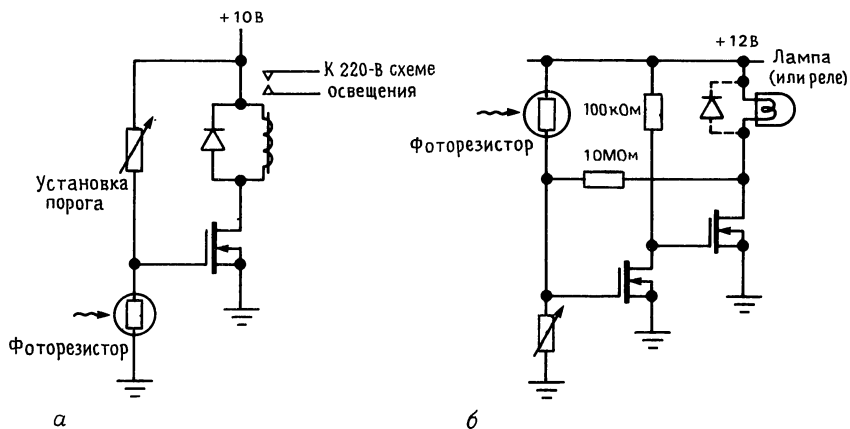 +10В
К 220-В схеме
освещения
Установка
порога
Фоторезистор
а
+12В
Лампа
(или реле)
100кОм
Фоторезистор
10МОм
б